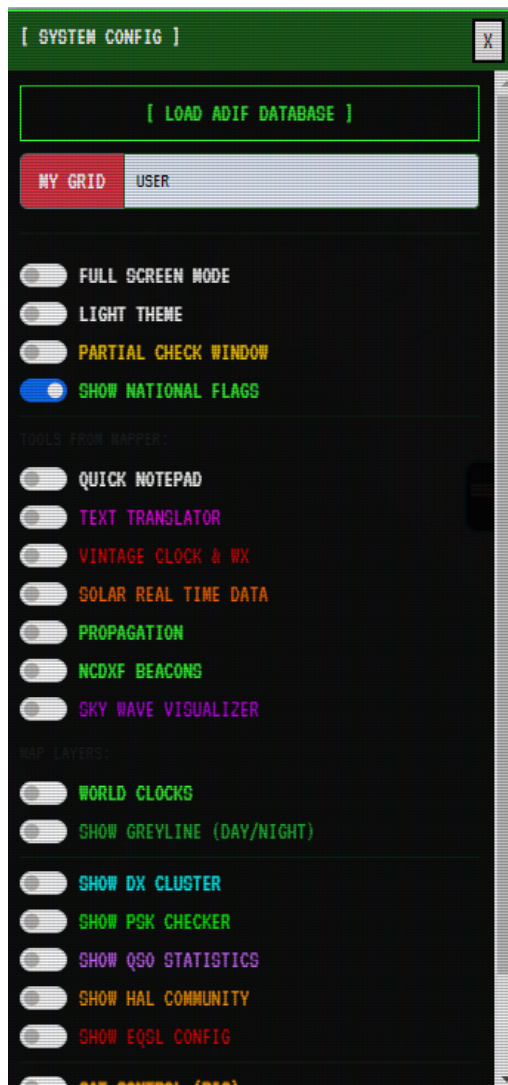 [ SYSTEM CONFIG ]
X
[ LOAD ADIF DATABASE ]
MY GRID USER
FULL SCREEN MODE
LIGHT THEME
PARTIAL CHECK WINDOW
SHOW NATIONAL FLAGS
TOOLS FROM MAPPER:
QUICK NOTEPAD
TEXT TRANSLATOR
VINTAGE CLOCK & WX
SOLAR REAL TIME DATA
PROPAGATION
NCDXF BEACONS
SKY WAVE VISUALIZER
MAP LAYERS:
WORLD CLOCKS
SHOW GREYLINE (DAY/NIGHT)
SHOW DX CLUSTER
SHOW PSK CHECKER
SHOW QSO STATISTICS
SHOW HAL COMMUNITY
SHOW EQSL CONFIG
CAT CONTROL (RIG)